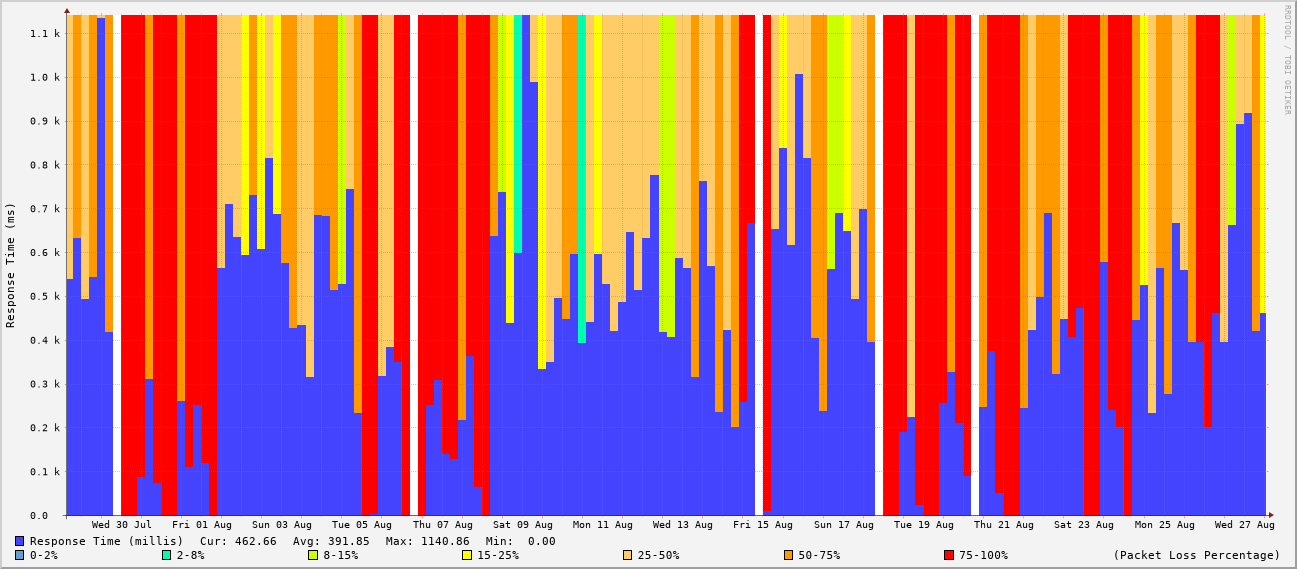 RRDTOOL / TOBI OETIKER
1.1 k
1.0 k
0.9 k
0.8 k
0.7 k
0.6 k
0.5 k
0.4 k
0.3 k
0.2 k
0.1 k
0.0
Response Time (ms)
Wed 30 Jul Fri 01 Aug Sun 03 Aug Tue 05 Aug Thu 07 Aug Sat 09 Aug Mon 11 Aug Wed 13 Aug Fri 15 Aug Sun 17 Aug Tue 19 Aug Thu 21 Aug Sat 23 Aug Mon 25 Aug Wed 27 Aug
Response Time (millis) Cur: 462.66 Avg: 391.85 Max: 1140.86 Min: 0.00
0-2% 2-8% 8-15% 15-25% 25-50% 50-75% 75-100% (Packet Loss Percentage)